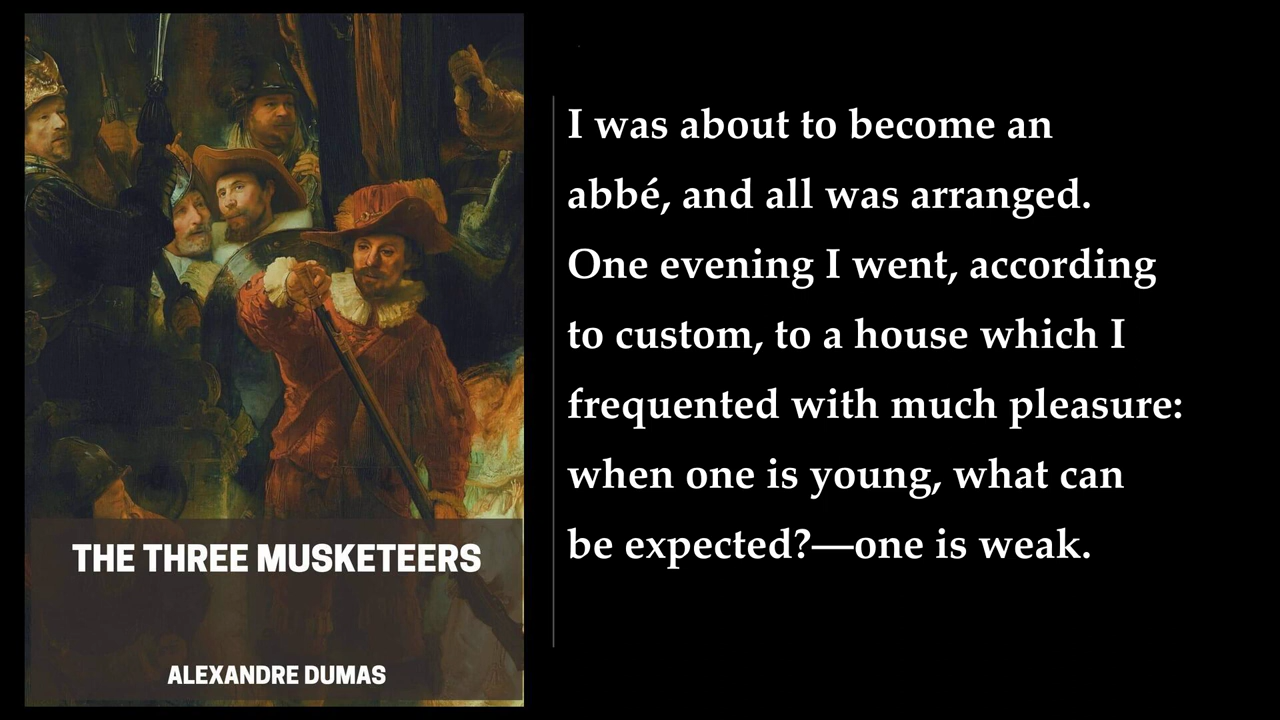 THE THREE MUSKETEERS
ALEXANDRE DUMAS
I was about to become an
abbé, and all was arranged.
One evening I went, according
to custom, to a house which I
frequented with much pleasure:
when one is young, what can
be expected?—one is weak.